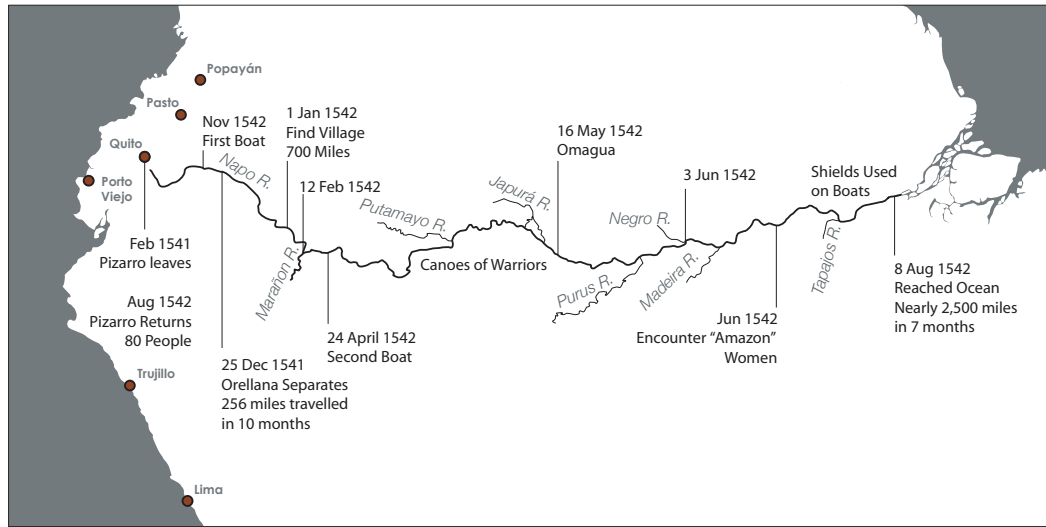 Popayán
Pasto
Quito
Porto
Viejo
Nov 1542
First Boat
Napo R.
1 Jan 1542
Find Village
700 Miles
12 Feb 1542
Putamayo R.
Japurá R.
16 May 1542
Omagua
Negro R.
3 Jun 1542
Shields Used
on Boats
Feb 1541
Pizarro leaves
Marañon R.
Canoes of Warriors
Purus R.
Madeira R.
Tapajos R.
8 Aug 1542
Reached Ocean
Nearly 2,500 miles
in 7 months
Aug 1542
Pizarro Returns
80 People
Jun 1542
Encounter “Amazon”
Women
24 April 1542
Second Boat
25 Dec 1541
Orellana Separates
256 miles travelled
in 10 months
Trujillo
Lima